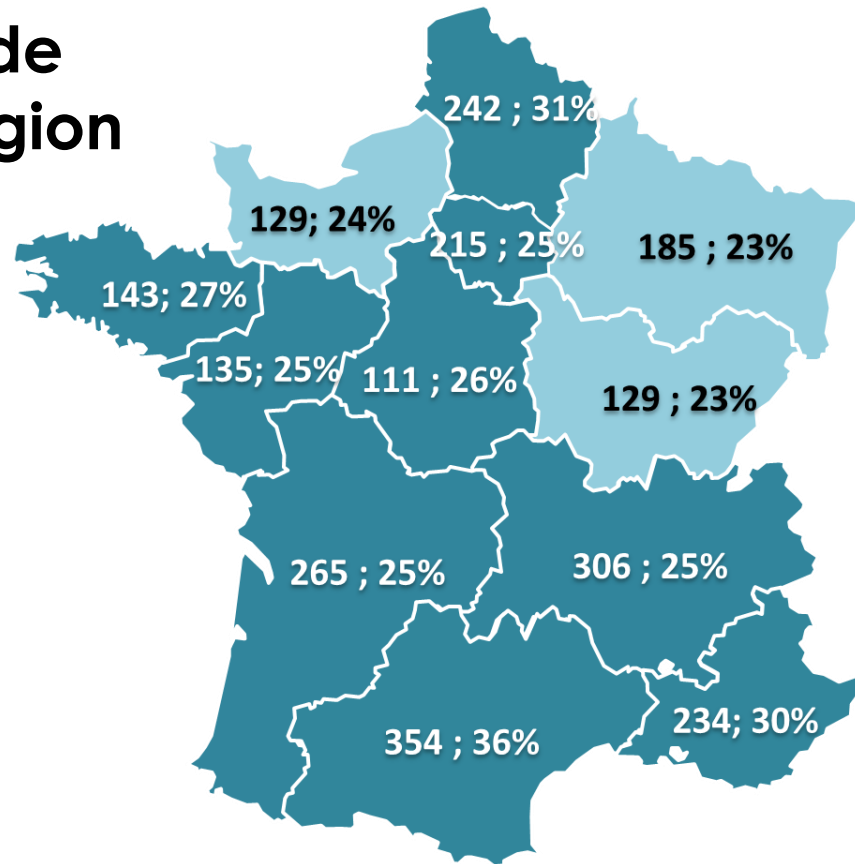 de
gion
242 ; 31%
129; 24%
215 ; 25%
185 ; 23%
143; 27%
135; 25%
111 ; 26%
129 ; 23%
265 ; 25%
306 ; 25%
354 ; 36%
234; 30%